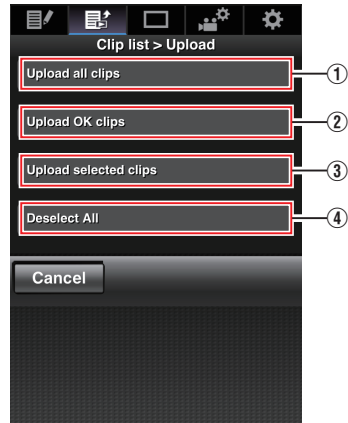 Clip list > Upload
Upload all clips
①
Upload OK clips
②
Upload selected clips
③
Deselect All
④
Cancel